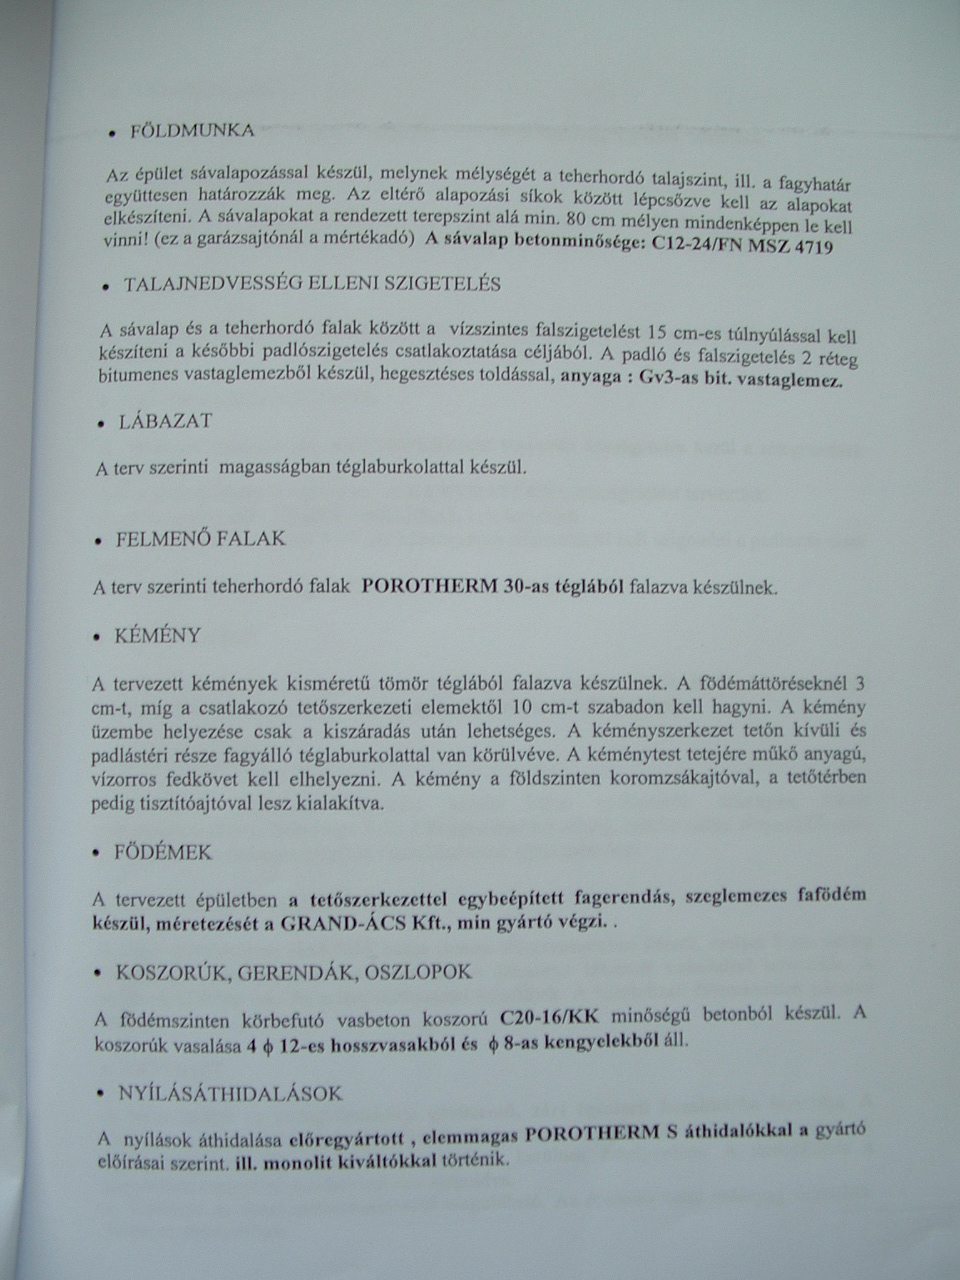 • FÖLDMUNKA
Az épület sávalapozással készül, melynek mélységét a teherhordó talajszint, ill. a fagyhatár
együttesen határozzák meg. Az eltérő alapozási síkok között lépcsőzve kell az alapokat
elkészíteni. A sávalapokat a rendezett terepszint alá min. 80 cm mélyen mindenképpen le kell
vinni! (ez a garázsajtónál a mértékadó) A sávalap betonminősége: C12-24/FN MSZ 4719
• TALAJNEDVESSÉG ELLENI SZIGETELÉS
A sávalap és a teherhordó falak között a vízszintes falszigetelést 15 cm-es túlnyúlással kell
készíteni a későbbi padlószigetelés csatlakoztatása céljából. A padló és falszigetelés 2 réteg
bitumenes vastaglemezből készül, hegesztéses toldással, anyaga : Gv3-as bit. vastaglemez.
• LÁBAZAT
A terv szerinti magasságban téglaburkolattal készül.
• FELMENŐ FALAK
A terv szerinti teherhordó falak POROTHERM 30-as téglából falazva készülnek.
• KÉMÉNY
A tervezett kémények kisméretű tömör téglából falazva készülnek. A födémáttöréseknél 3
cm-t, míg a csatlakozó tetőszerkezeti elemektől 10 cm-t szabadon kell hagyni. A kémény
üzembe helyezése csak a kiszáradás után lehetséges. A kéményszerkezet tetőn kívüli és
padlástéri része fagyálló téglaburkolattal van körülvéve. A kéménytest tetejére műkő anyagú,
vízorros fedkövet kell elhelyezni. A kémény a földszinten koromzsákajtóval, a tetőtérben
pedig tisztítóajtóval lesz kialakítva.
• FÖDÉMEK
A tervezett épületben a tetőszerkezettel egybeépített fagerendás, szeglemezes fafödém
készül, méretezését a GRAND-ÁCS Kft., min gyártó végzi. .
• KOSZORÚK, GERENDÁK, OSZLOPOK
A födémszinten körbefutó vasbeton koszorú C20-16/KK minőségű betonból készül. A
koszorúk vasalása 4 ϕ 12-es hosszvasakból és ϕ 8-as kengyelekből áll.
• NYÍLÁSÁTHIDALÁSOK
A nyílások áthidalása előregyártott , elemmagas POROTHERM S áthidalókkal a gyártó
előírásai szerint. ill. monolit kiváltókkal történik.